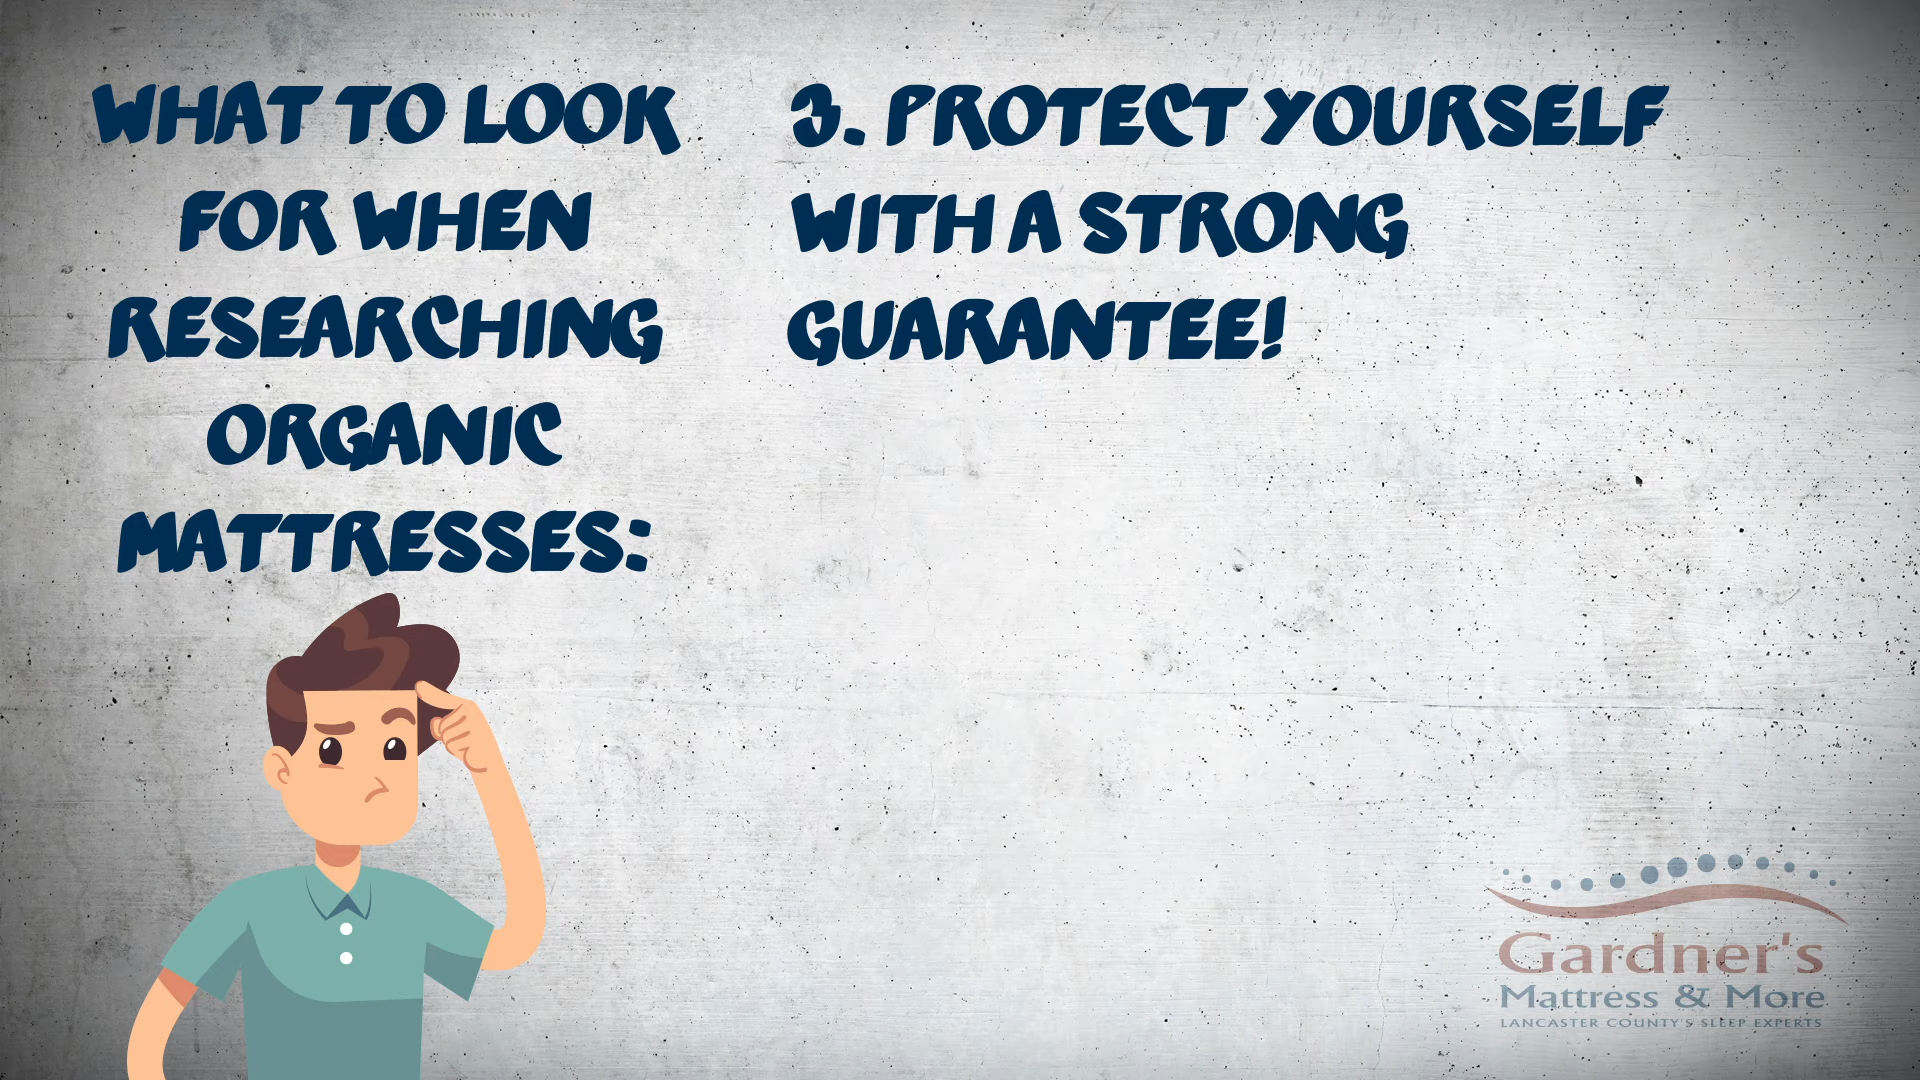 WHAT TO LOOK
FOR WHEN
RESEARCHING
ORGANIC
MATTRESSES:
3. PROTECT YOURSELF
WITH A STRONG
GUARANTEE!
Gardner's
Mattress & More
LANCASTER COUNTY'S SLEEP EXPERTS